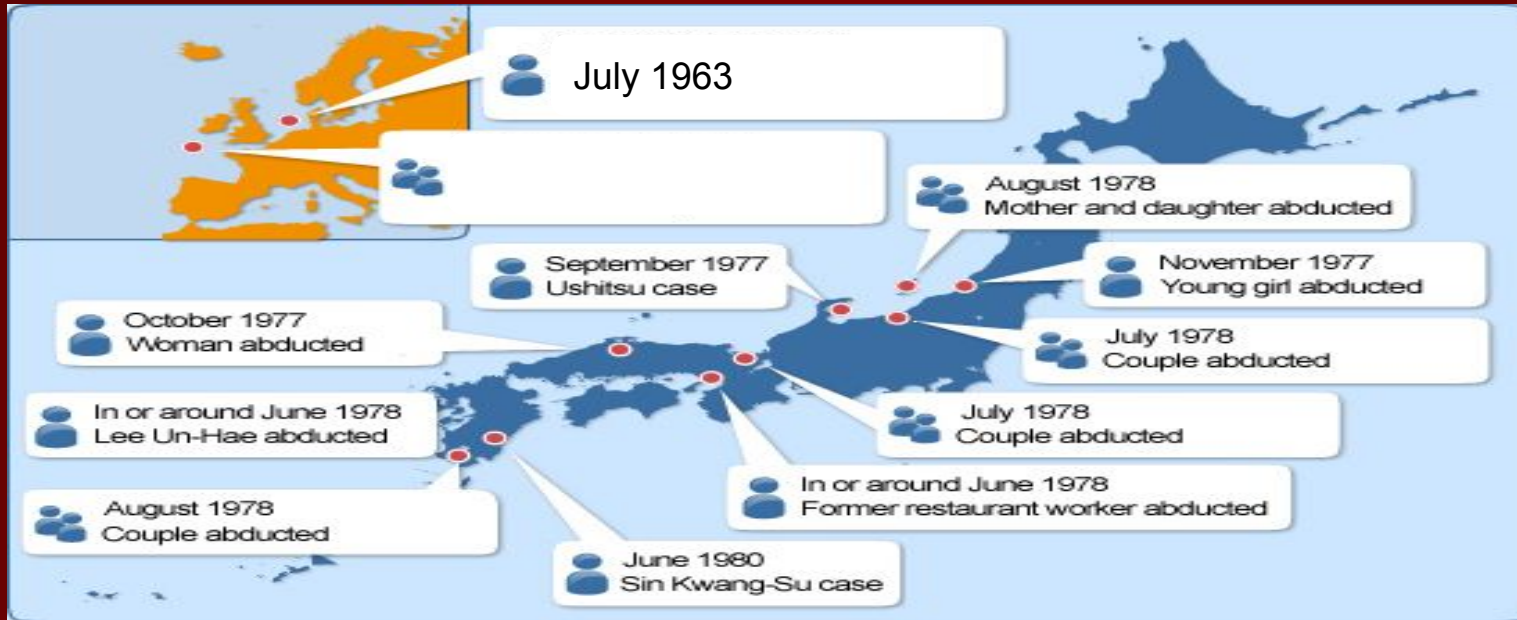 July 1963
August 1978
Mother and daughter abducted
September 1977
Ushitsu case
November 1977
Young girl abducted
October 1977
Woman abducted
July 1978
Couple abducted
In or around June 1978
Lee Un-Hae abducted
July 1978
Couple abducted
In or around June 1978
Former restaurant worker abducted
August 1978
Couple abducted
June 1980
Sin Kwang-Su case